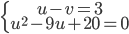 { u - v = 3
u² - 9u + 20 = 0